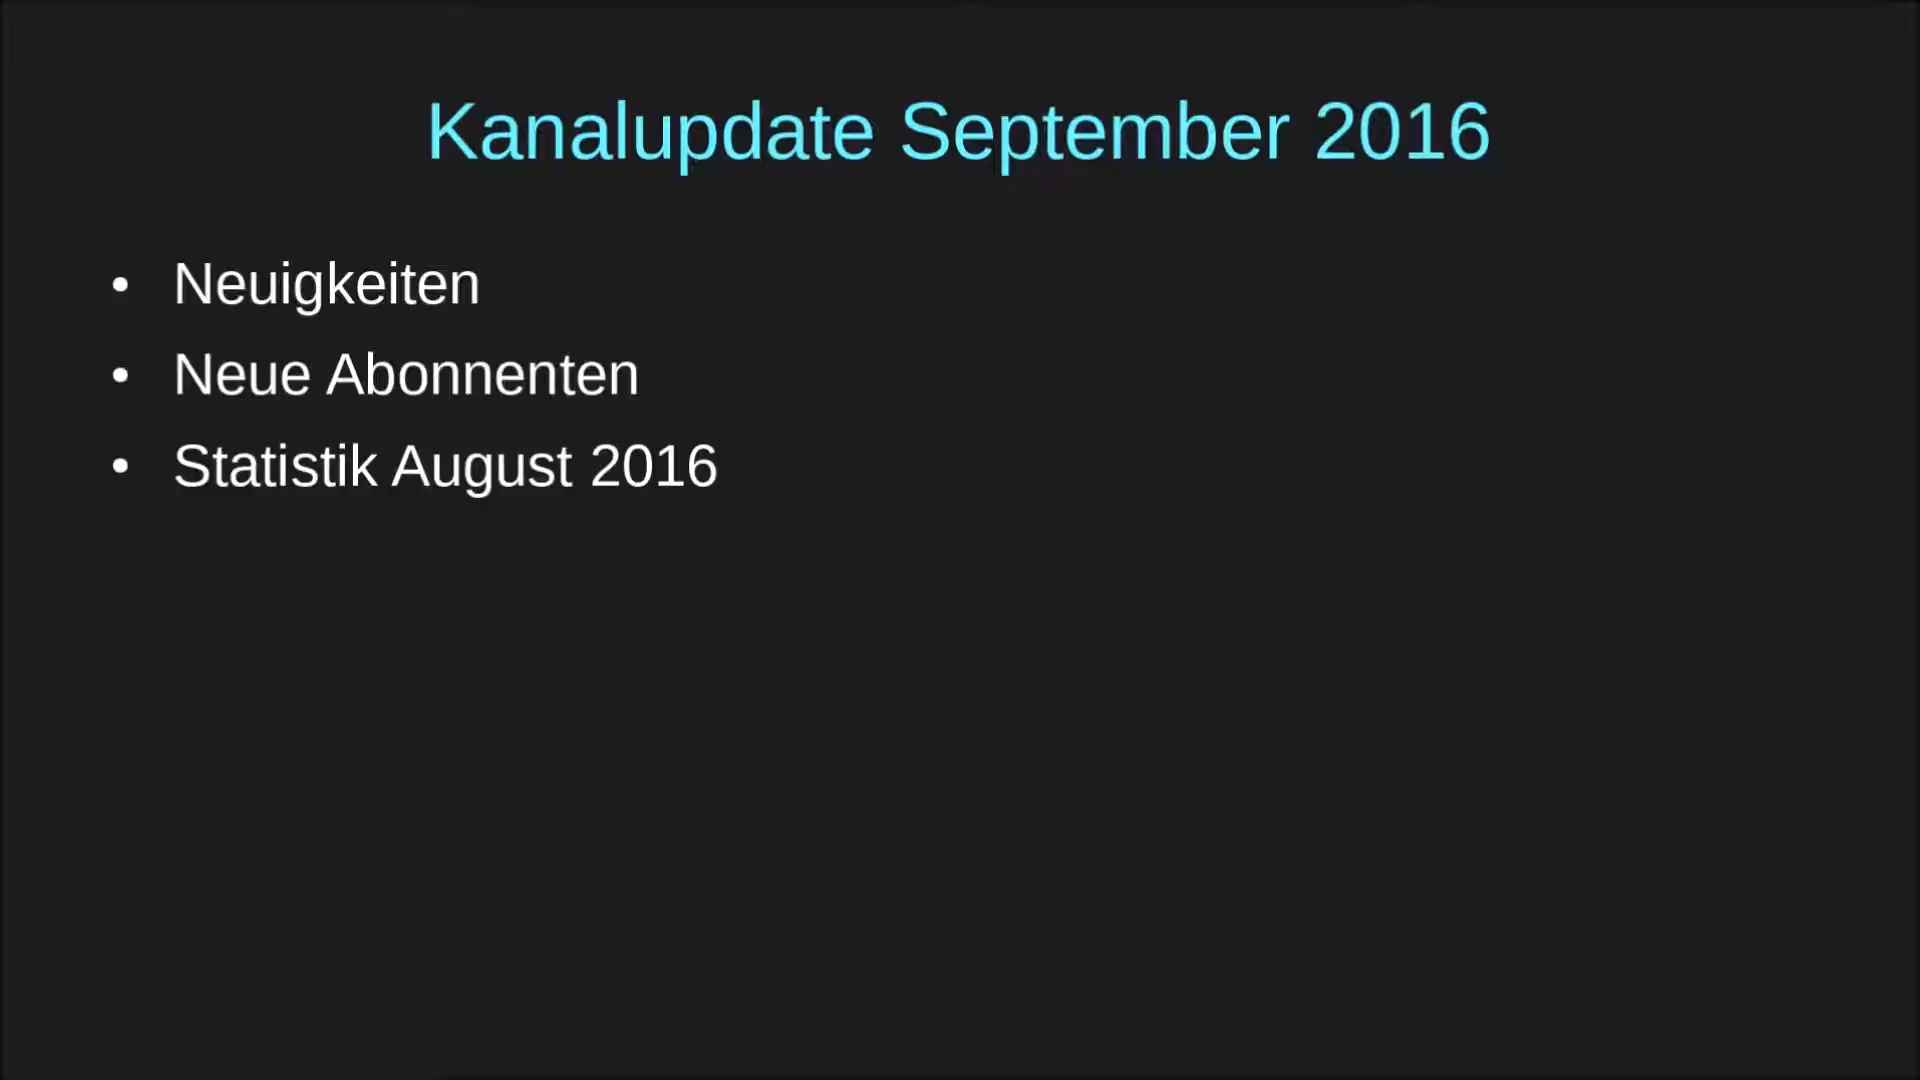 Kanalupdate September 2016
• Neuigkeiten
• Neue Abonnenten
• Statistik August 2016